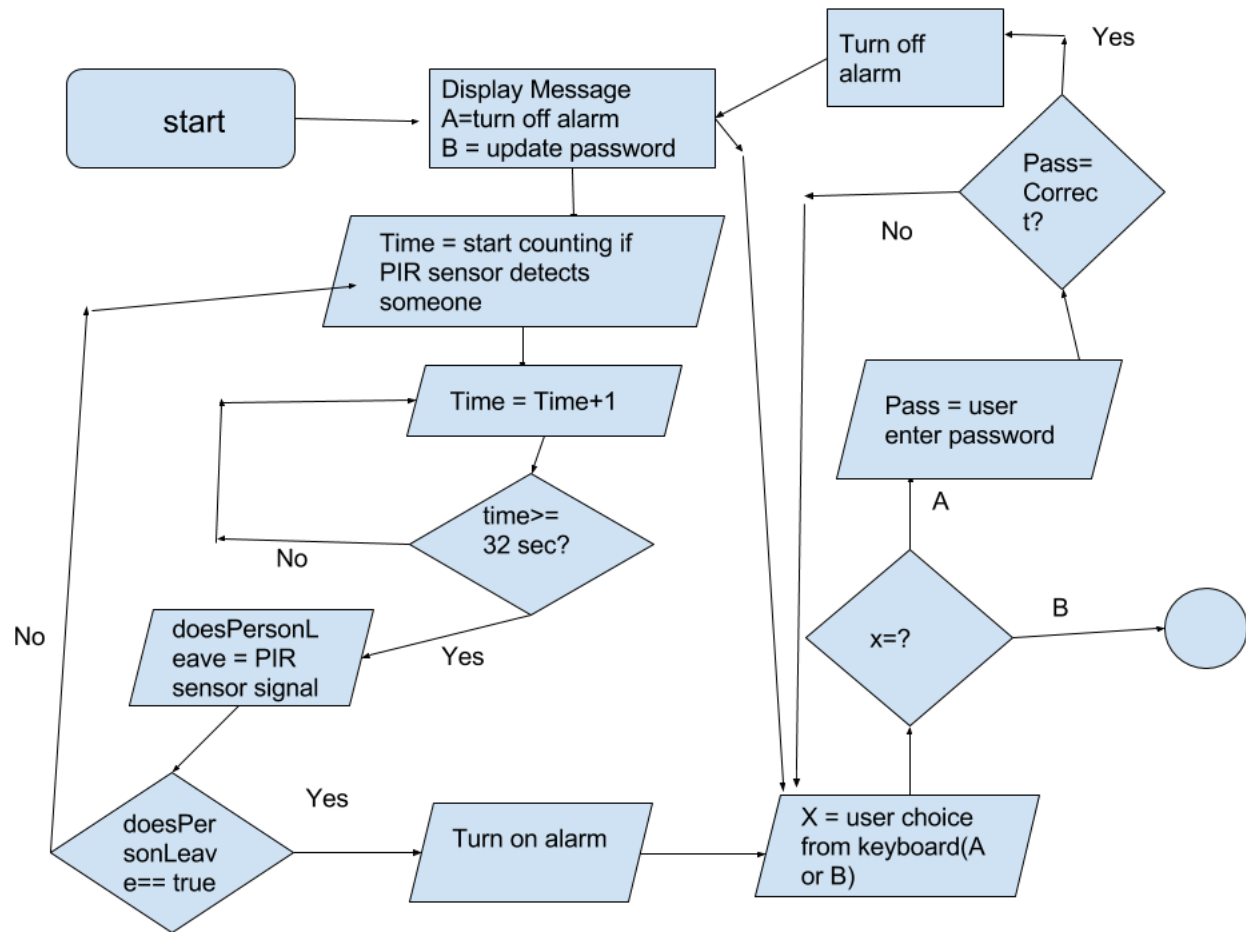 start
Display Message
A=turn off alarm
B = update password
Turn off
alarm
Yes
Pass=
Correc
t?
No
Time = start counting if
PIR sensor detects
someone
Time = Time+1
Pass = user
enter password
A
time>=
32 sec?
No
doesPersonL
eave = PIR
sensor signal
Yes
No
x=?
B
doesPer
sonLeav
e== true
Yes
Turn on alarm
X = user choice
from keyboard(A
or B)